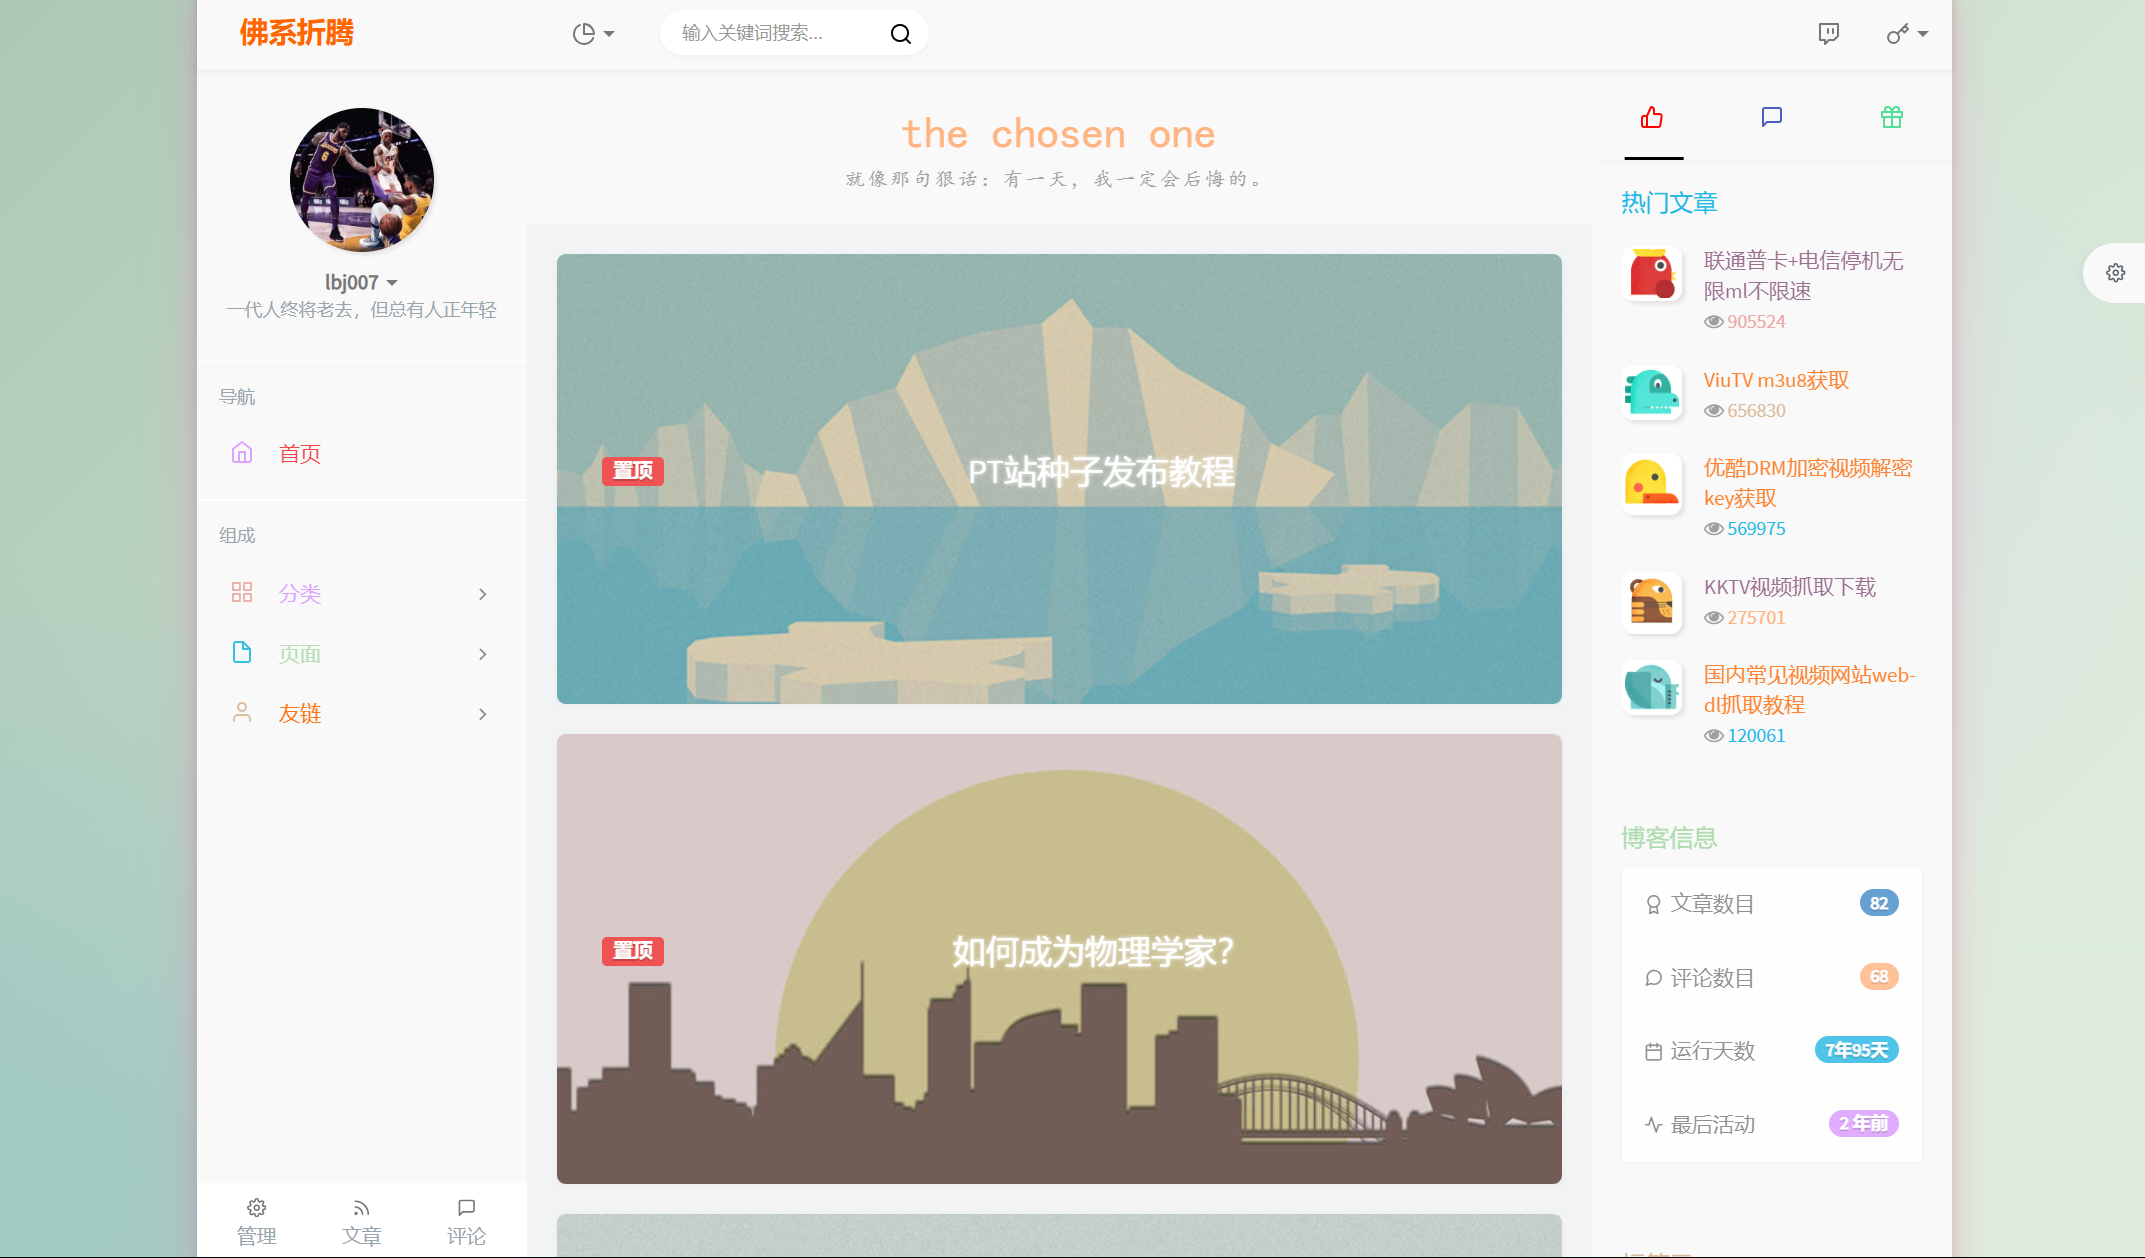 佛系折腾
输入关键词搜索...
lbj007
一代人终将老去，但总有人正年轻
导航
首页
组成
分类
页面
友链
管理
文章
评论
the chosen one
就像那句狠话：有一天，我一定会后悔的。
置顶
PT站种子发布教程
置顶
如何成为物理学家？
热门文章
联通普卡+电信停机无
限ml不限速
905524
ViuTV m3u8获取
656830
优酷DRM加密视频解密
key获取
569975
KKTV视频抓取下载
275701
国内常见视频网站web-
dl抓取教程
120061
博客信息
文章数目
82
评论数目
68
运行天数
7年95天
最后活动
2 年前